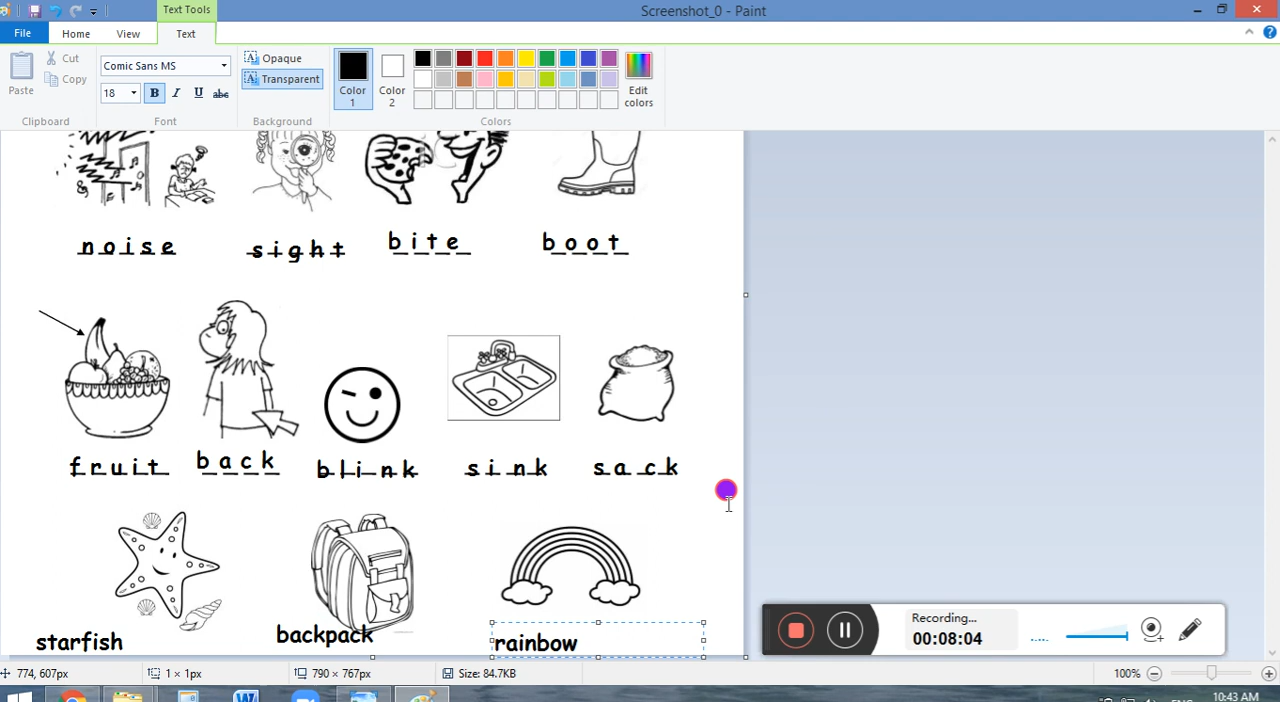 Text Tools
Screenshot_0 - Paint
File
Home
View
Text
Paste
Cut
Copy
Clipboard
Comic Sans MS
18
B
I
U
abc
Font
Opaque
Transparent
Background
Color 1
Color 2
Edit colors
Colors
noise
sight
bite
boot
fruit
back
blink
sink
sack
starfish
backpack
rainbow
Recording...
00:08:04
774, 607px
1 × 1px
790 × 767px
Size: 84.7KB
100%
10:43 AM